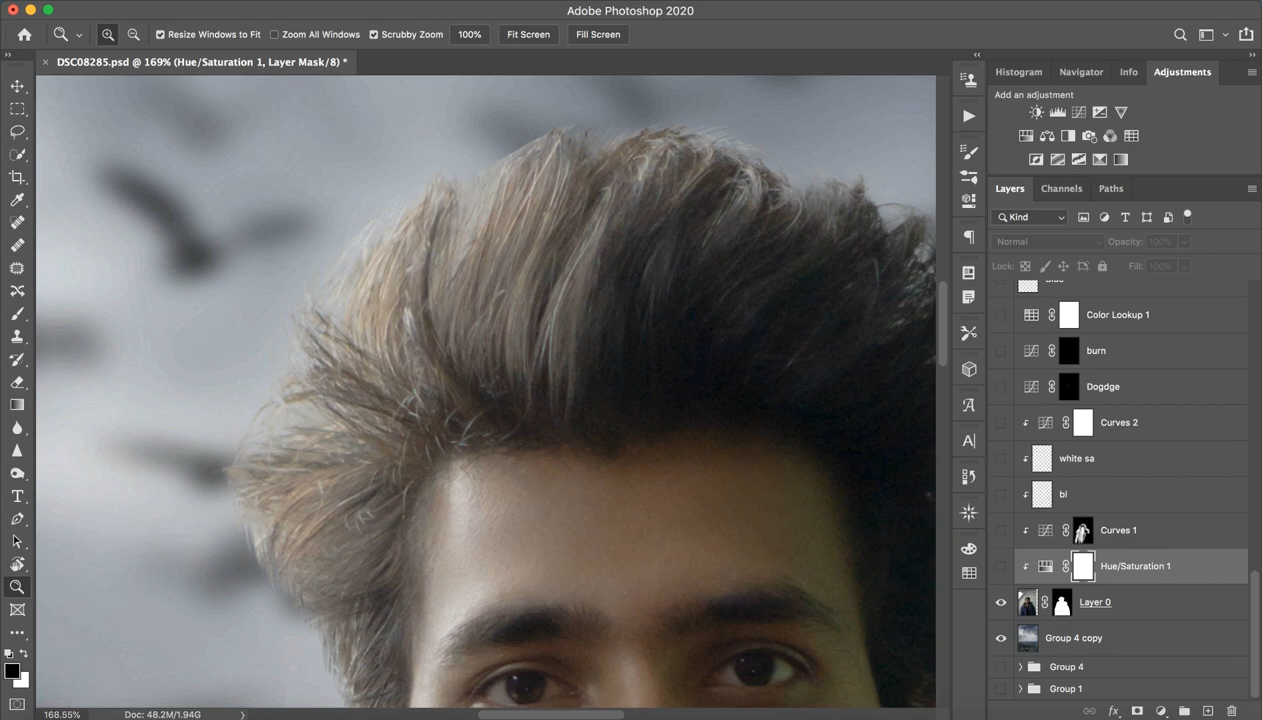 Adobe Photoshop 2020
Resize Windows to Fit Zoom All Windows Scrubby Zoom 100% Fit Screen Fill Screen
DSC08285.psd @ 169% (Hue/Saturation 1, Layer Mask/8) *
Histogram Navigator Info Adjustments
Add an adjustment
Layers Channels Paths
Kind
Normal Opacity: 100%
Lock: Fill: 100%
Color Lookup 1
burn
Dogdge
Curves 2
white sa
bl
Curves 1
Hue/Saturation 1
Layer 0
Group 4 copy
Group 4
Group 1
168.55% Doc: 48.2M/1.94G